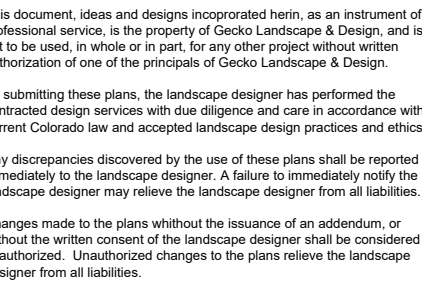 is document, ideas and designs incoprorated herin, as an instrument of
ofessional service, is the property of Gecko Landscape & Design, and is
t to be used, in whole or in part, for any other project without written
thorization of one of the principals of Gecko Landscape & Design.
submitting these plans, the landscape designer has performed the
ntracted design services with due diligence and care in accordance with
rrent Colorado law and accepted landscape design practices and ethics
y discrepancies discovered by the use of these plans shall be reported
mediately to the landscape designer. A failure to immediately notify the
ndscape designer may relieve the landscape designer from all liabilities.
anges made to the plans whithout the issuance of an addendum, or
thout the written consent of the landscape designer shall be considered
authorized.  Unauthorized changes to the plans relieve the landscape
signer from all liabilities.